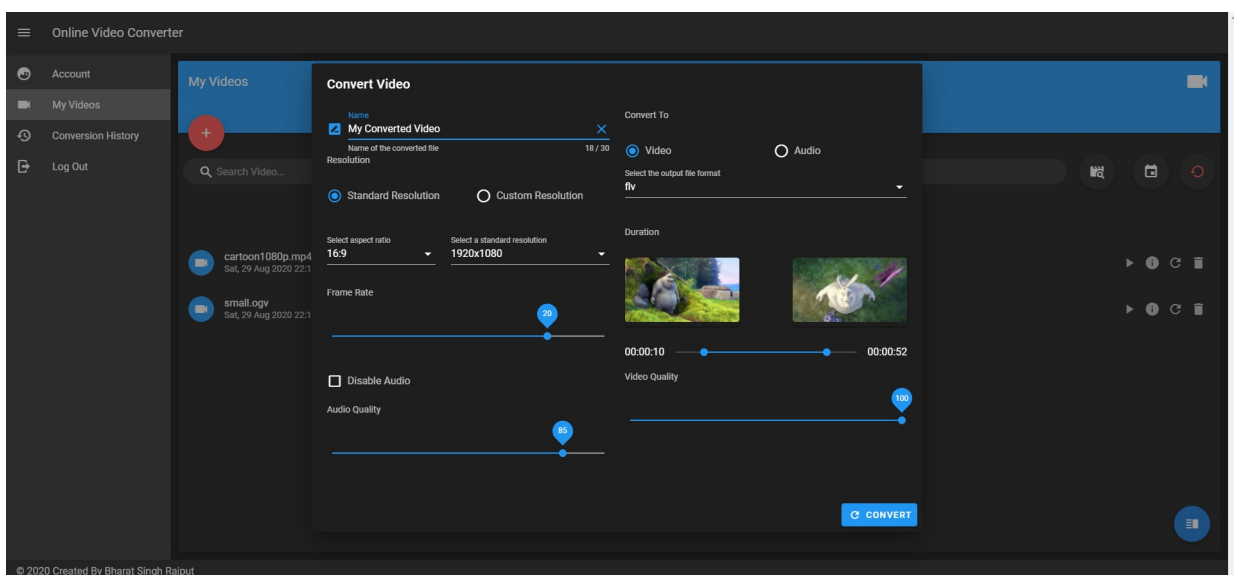 Online Video Converter
Account
My Videos
Conversion History
Log Out
My Videos
+
Search Video...
cartoon1080p.mp4
Sat, 29 Aug 2020 22:1
small.ogv
Sat, 29 Aug 2020 22:1
Convert Video
Name
My Converted Video
Name of the converted file 18 / 30
Resolution
Standard Resolution Custom Resolution
Select aspect ratio Select a standard resolution
16:9 1920x1080
Frame Rate
20
Disable Audio
Audio Quality
85
Convert To
Video Audio
Select the output file format
flv
Duration
00:00:10 00:00:52
Video Quality
100
CONVERT
© 2020 Created By Bharat Singh Rajput